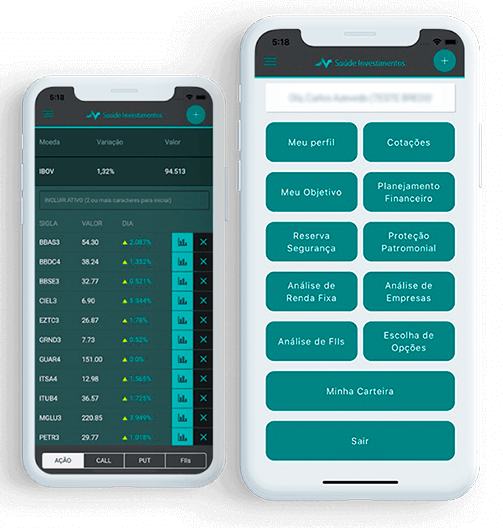 5:18
Saúde Investimentos
+
Moeda Variação Valor
IBOV 1,32% 94.513
INCLUIR ATIVO (2 ou mais caracteres para iniciar)
SIGLA VALOR DIA
BBAS3 54.30 ▲ 2.087%
BBDC4 38.24 ▲ 1.352%
BBSE3 32.77 ▲ 0.521%
CIEL3 6.90 ▲ 5.344%
EZTC3 26.87 ▲ 1.78%
GRND3 7.73 ▲ 0.52%
GUAR4 151.00 ▲ 0.0%
ITSA4 12.98 ▲ 1.565%
ITUB4 36.57 ▲ 1.725%
MGLU3 220.85 ▲ 3.949%
PETR3 29.77 ▲ 1.018%
AÇÃO CALL PUT FIIs
5:18
Saúde Investimentos
+
Meu perfil
Cotações
Meu Objetivo
Planejamento
Financeiro
Reserva
Segurança
Proteção
Patromonial
Análise de
Renda Fixa
Análise de
Empresas
Análise de FIIs
Escolha de
Opções
Minha Carteira
Sair